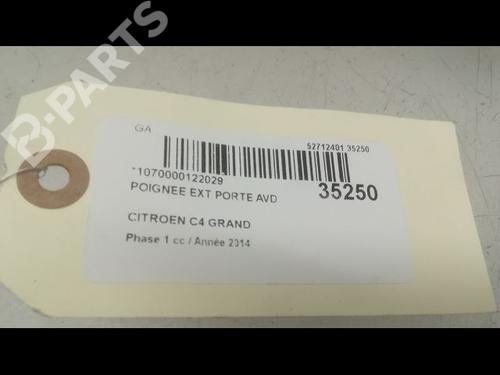 B-PARTS
GA
52712401 35250
*1070000122029
POIGNEE EXT PORTE AVD
35250
CITROEN C4 GRAND
Phase 1 cc / Année 2014